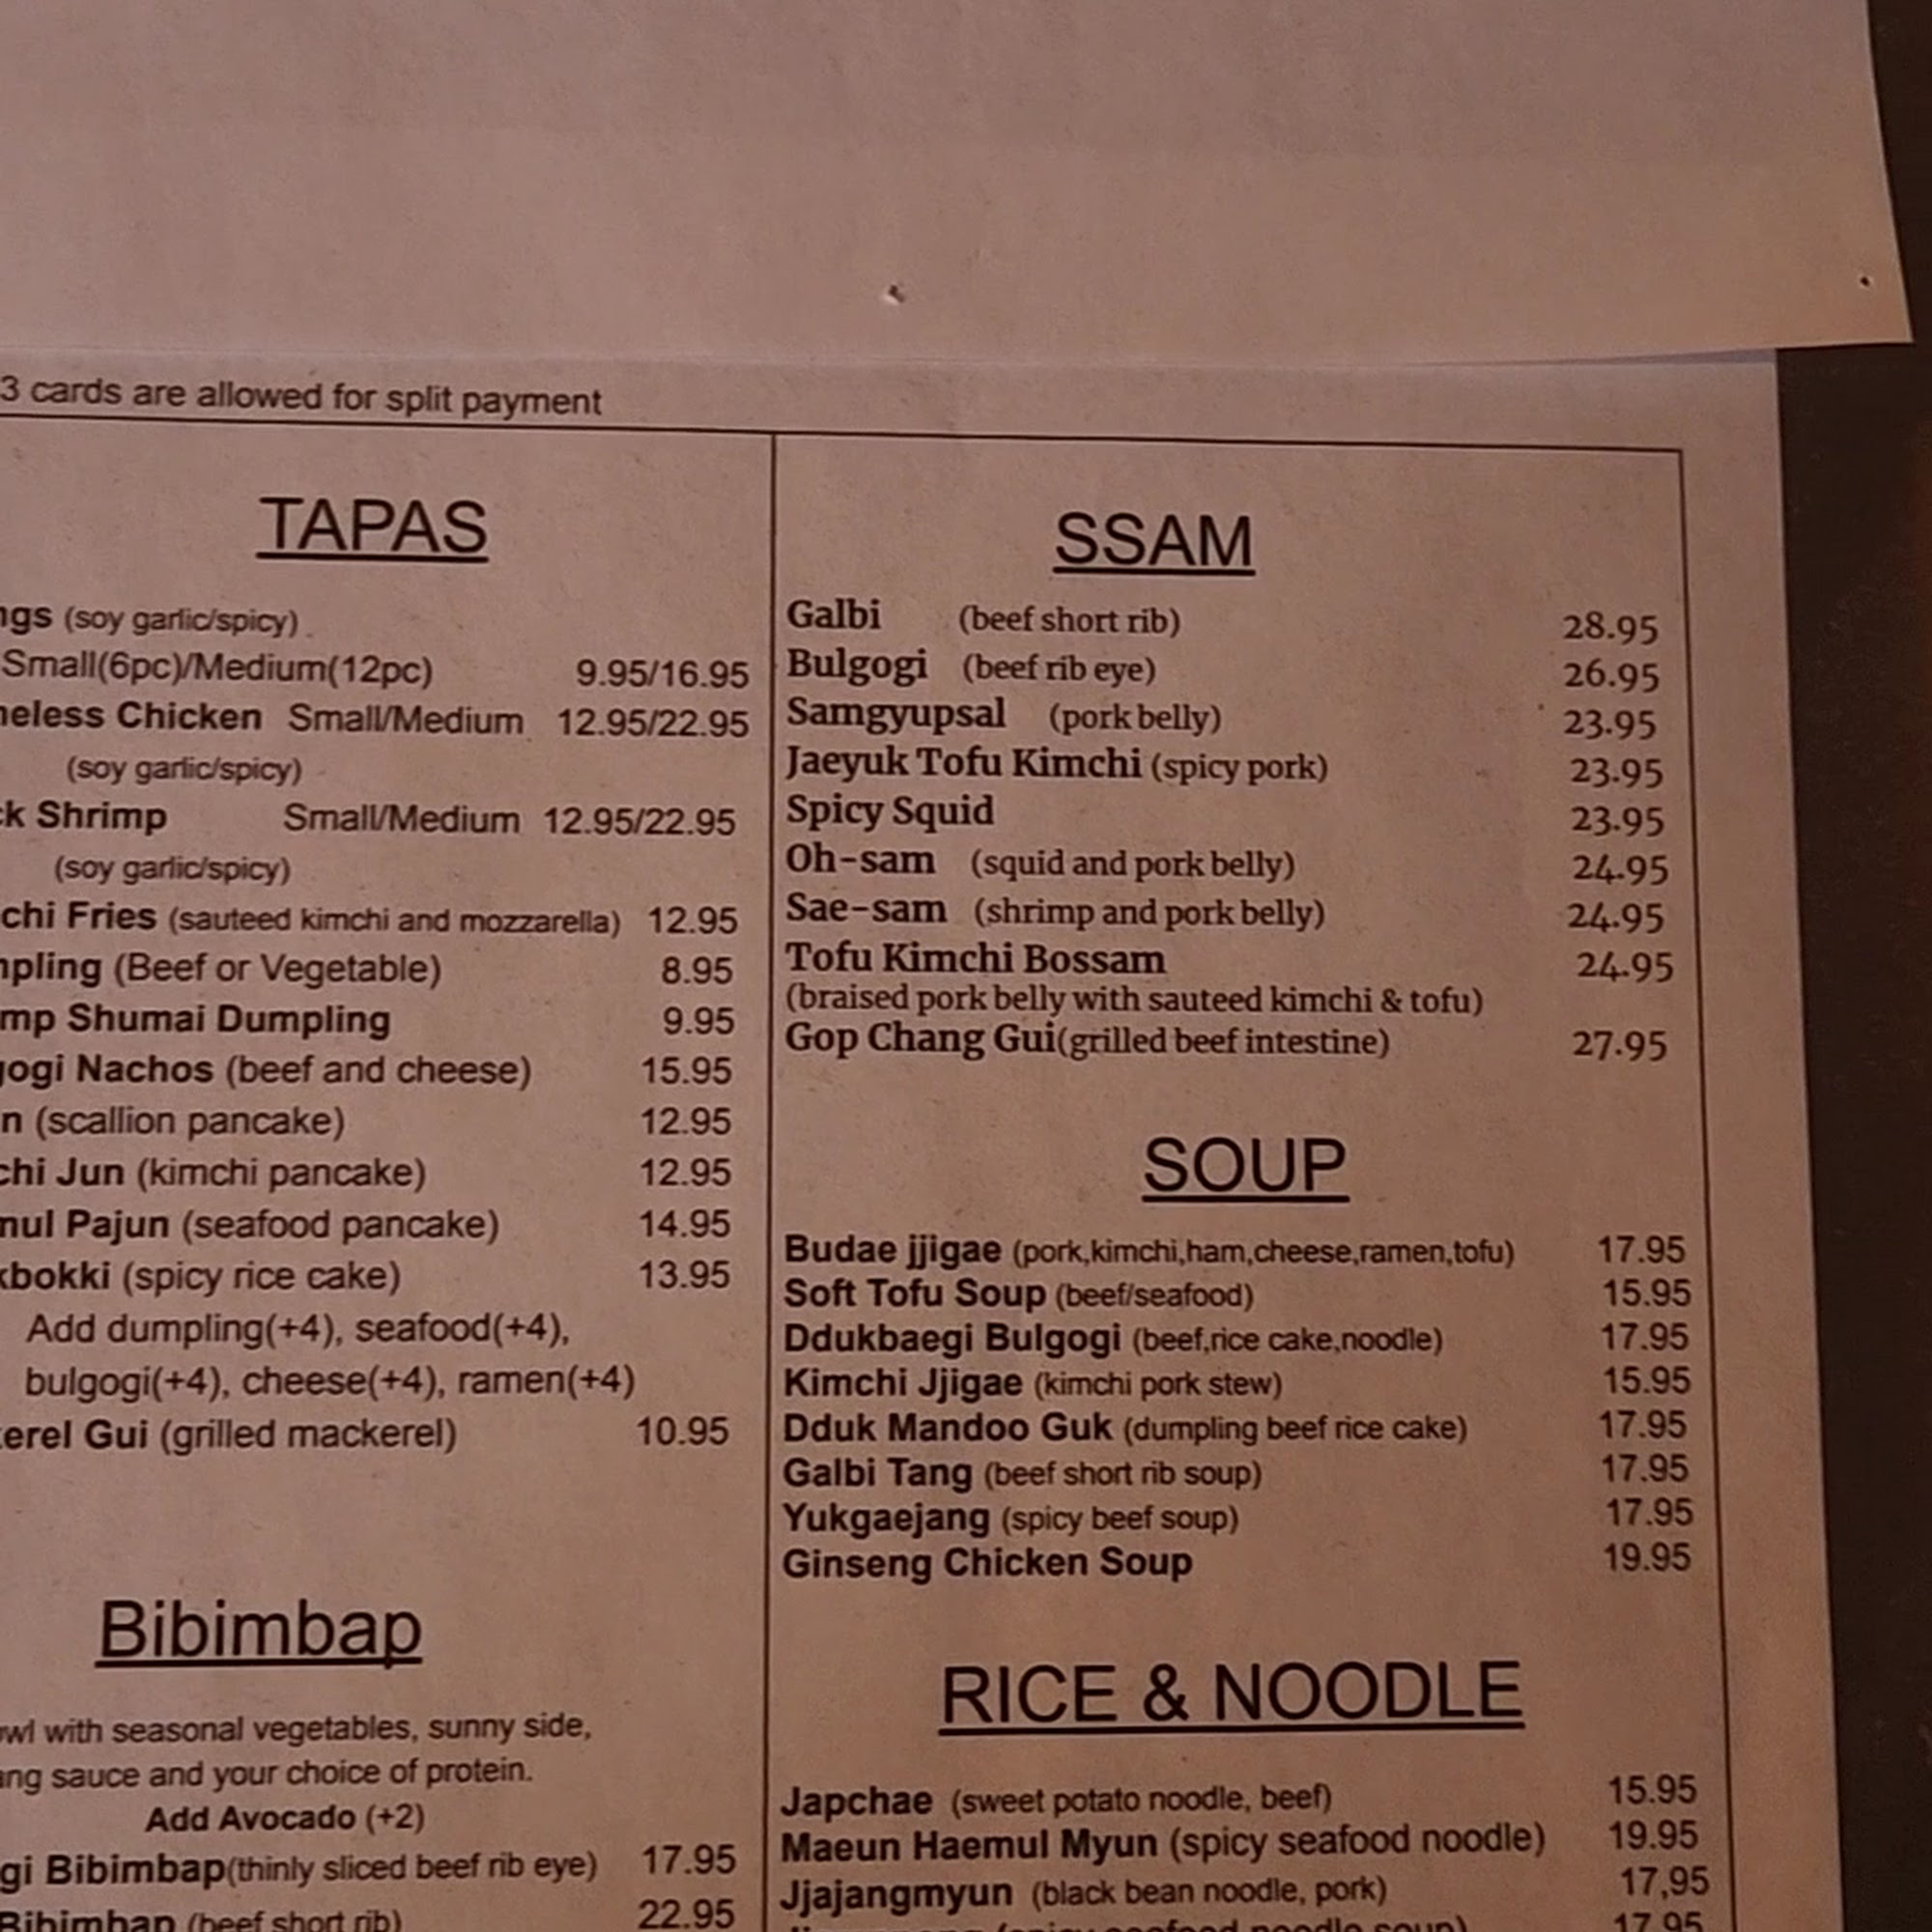 3 cards are allowed for split payment
TAPAS
(soy garlic/spicy)
Small(6pc)/Medium(12pc) 9.95/16.95
Chicken Small/Medium 12.95/22.95
(soy garlic/spicy)
Shrimp Small/Medium 12.95/22.95
(soy garlic/spicy)
Fries (sauteed kimchi and mozzarella) 12.95
(Beef or Vegetable) 8.95
Shumai Dumpling 9.95
Nachos (beef and cheese) 15.95
(scallion pancake) 12.95
Jun (kimchi pancake) 12.95
Pajun (seafood pancake) 14.95
(spicy rice cake) 13.95
Add dumpling(+4), seafood(+4),
bulgogi(+4), cheese(+4), ramen(+4)
Gui (grilled mackerel) 10.95
Bibimbap
with seasonal vegetables, sunny side,
sauce and your choice of protein.
Add Avocado (+2)
Bibimbap(thinly sliced beef rib eye) 17.95
Bibimbap (beef short rib) 22.95
SSAM
Galbi (beef short rib) 28.95
Bulgogi (beef rib eye) 26.95
Samgyupsal (pork belly) 23.95
Jaeyuk Tofu Kimchi (spicy pork) 23.95
Spicy Squid 23.95
Oh-sam (squid and pork belly) 24.95
Sae-sam (shrimp and pork belly) 24.95
Tofu Kimchi Bossam 24.95
(braised pork belly with sauteed kimchi & tofu)
Gop Chang Gui(grilled beef intestine) 27.95
SOUP
Budae jjigae (pork,kimchi,ham,cheese,ramen,tofu) 17.95
Soft Tofu Soup (beef/seafood) 15.95
Ddukbaegi Bulgogi (beef,rice cake,noodle) 17.95
Kimchi Jjigae (kimchi pork stew) 15.95
Dduk Mandoo Guk (dumpling beef rice cake) 17.95
Galbi Tang (beef short rib soup) 17.95
Yukgaejang (spicy beef soup) 17.95
Ginseng Chicken Soup 19.95
RICE & NOODLE
Japchae (sweet potato noodle, beef) 15.95
Maeun Haemul Myun (spicy seafood noodle) 19.95
Jjajangmyun (black bean noodle, pork) 17,95
(spicy seafood noodle soup) 17.95